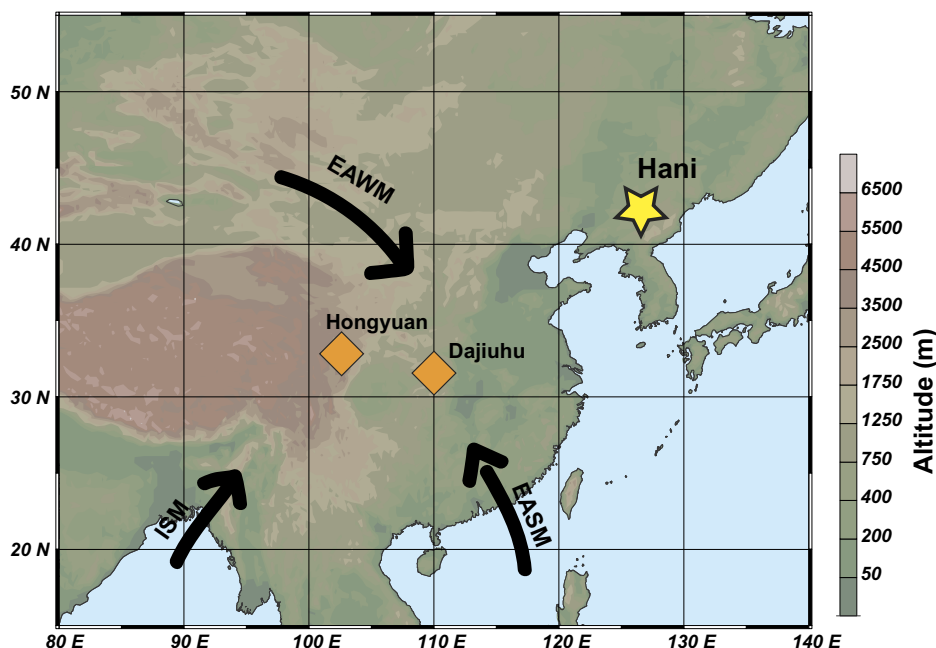 50 N
40 N
30 N
20 N
80 E
90 E
100 E
110 E
120 E
130 E
140 E
EAWM
Hani
Hongyuan
Dajiuhu
ISM
EASM
6500
5500
4500
3500
2500
1750
1250
750
400
200
50
Altitude (m)